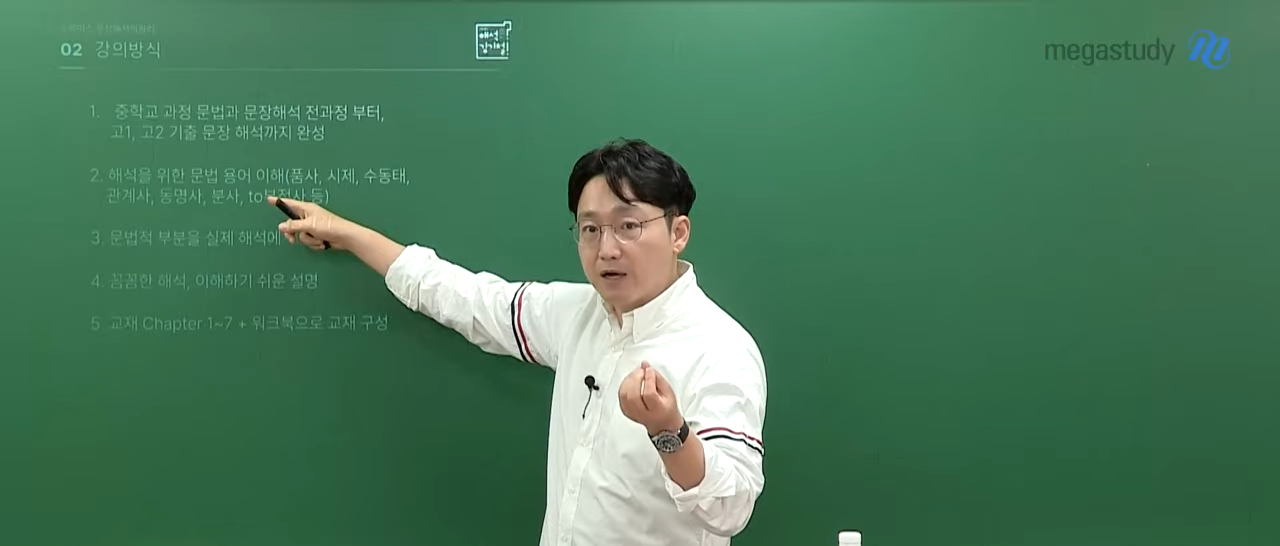 02 강의방식
해석
김기철!
megastudy
1. 중학교 과정 문법과 문장해석 전과정 부터,
고1, 고2 기출 문장 해석까지 완성
2. 해석을 위한 문법 용어 이해(품사, 시제, 수동태,
관계사, 동명사, 분사, to부정사 등)
3. 문법적 부분을 실제 해석에
4. 꼼꼼한 해석, 이해하기 쉬운 설명
5 교재 Chapter 1~7 + 워크북으로 교재 구성